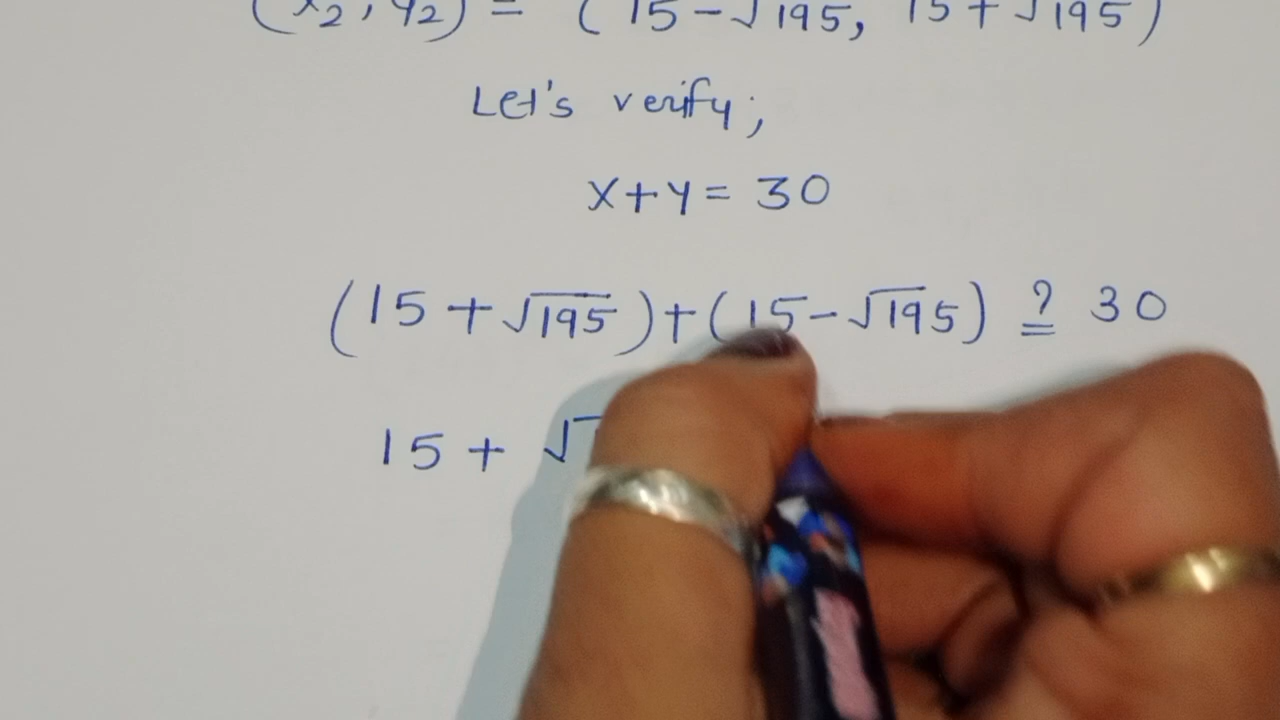 (x₂, y₂) = (15-√195, 15+√195)
Let's verify;
x+y = 30
(15 + √195) + (15 - √195) ≟ 30
15 + √